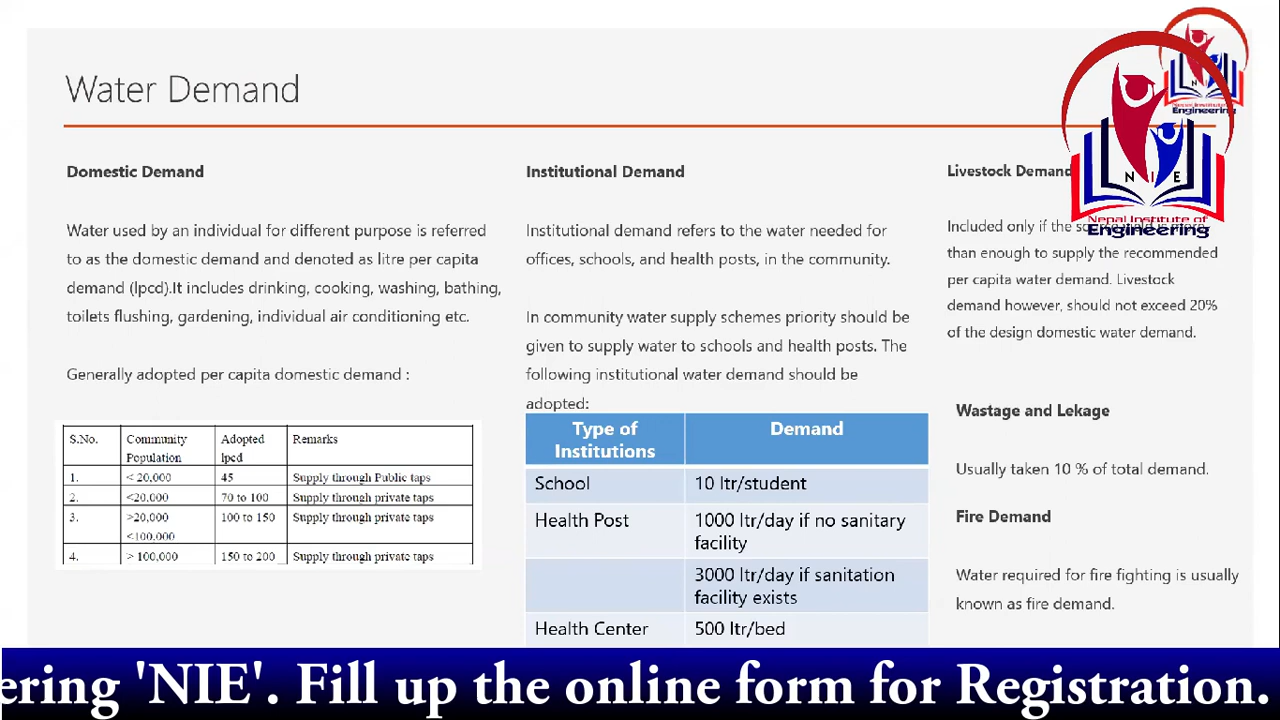 Water Demand
Domestic Demand
Water used by an individual for different purpose is referred
to as the domestic demand and denoted as litre per capita
demand (lpcd).It includes drinking, cooking, washing, bathing,
toilets flushing, gardening, individual air conditioning etc.
Generally adopted per capita domestic demand :
S.No. Community Population Adopted lpcd Remarks
1. < 20,000 45 Supply through Public taps
2. <20,000 70 to 100 Supply through private taps
3. >20,000 <100,000 100 to 150 Supply through private taps
4. > 100,000 150 to 200 Supply through private taps
Institutional Demand
Institutional demand refers to the water needed for
offices, schools, and health posts, in the community.
In community water supply schemes priority should be
given to supply water to schools and health posts. The
following institutional water demand should be
adopted:
Type of Institutions Demand
School 10 ltr/student
Health Post 1000 ltr/day if no sanitary
facility
3000 ltr/day if sanitation
facility exists
Health Center 500 ltr/bed
Livestock Demand
Included only if the source yield is more
than enough to supply the recommended
per capita water demand. Livestock
demand however, should not exceed 20%
of the design domestic water demand.
Wastage and Lekage
Usually taken 10 % of total demand.
Fire Demand
Water required for fire fighting is usually
known as fire demand.
N I E
Nepal Institute of
Engineering
ering 'NIE'. Fill up the online form for Registration.